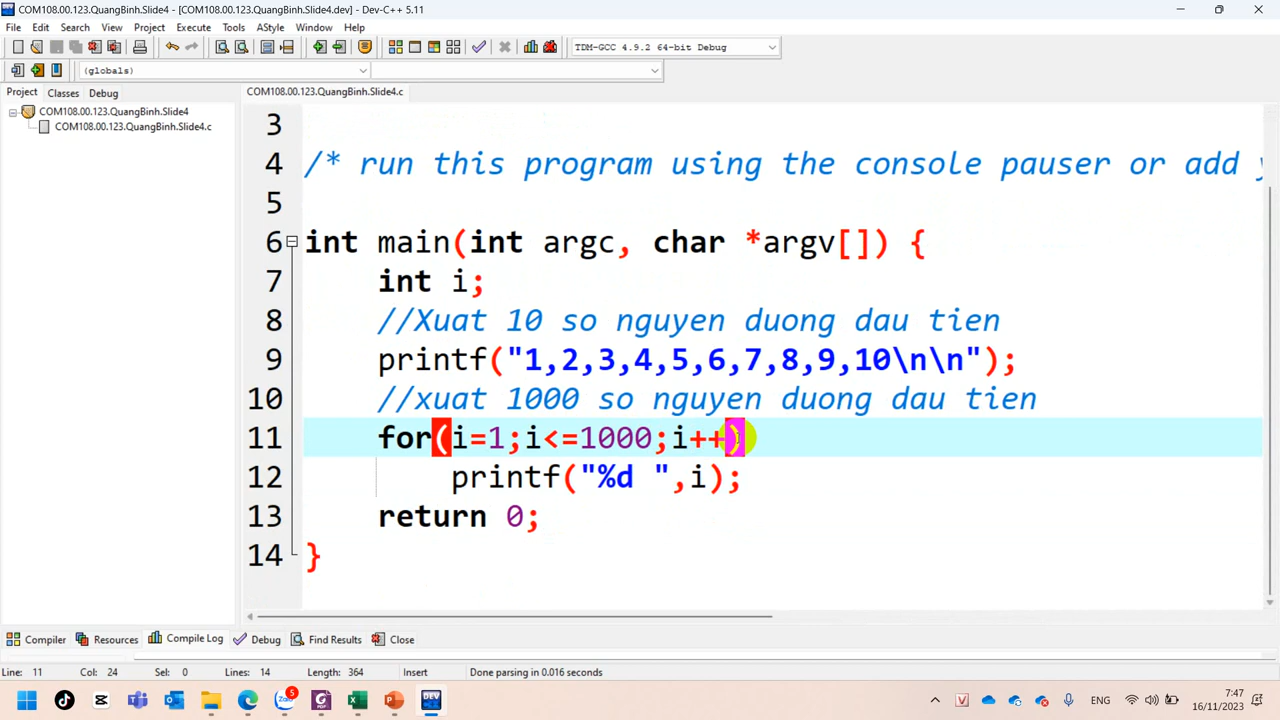 COM108.00.123.QuangBinh.Slide4 - [COM108.00.123.QuangBinh.Slide4.dev] - Dev-C++ 5.11
File Edit Search View Project Execute Tools AStyle Window Help
TDM-GCC 4.9.2 64-bit Debug
(globals)
Project Classes Debug
COM108.00.123.QuangBinh.Slide4.c
COM108.00.123.QuangBinh.Slide4
COM108.00.123.QuangBinh.Slide4.c
3
4 /* run this program using the console pauser or add
5
6 int main(int argc, char *argv[]) {
7 int i;
8 //Xuat 10 so nguyen duong dau tien
9 printf("1,2,3,4,5,6,7,8,9,10\n\n");
10 //xuat 1000 so nguyen duong dau tien
11 for(i=1;i<=1000;i++)
12 printf("%d ",i);
13 return 0;
14 }
Compiler Resources Compile Log Debug Find Results Close
Line: 11 Col: 24 Sel: 0 Lines: 14 Length: 364 Insert Done parsing in 0.016 seconds
5
DEV
ENG
7:47
16/11/2023